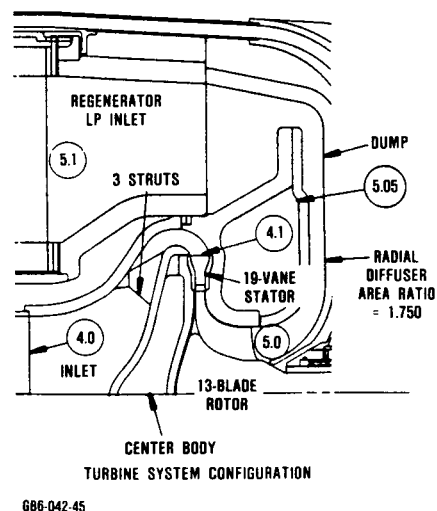 REGENERATOR
LP INLET
5.1
3 STRUTS
DUMP
5.05
4.1
19-VANE
STATOR
RADIAL
DIFFUSER
AREA RATIO
= 1.750
4.0
INLET
5.0
13-BLADE
ROTOR
CENTER BODY
TURBINE SYSTEM CONFIGURATION
GB6-042-45